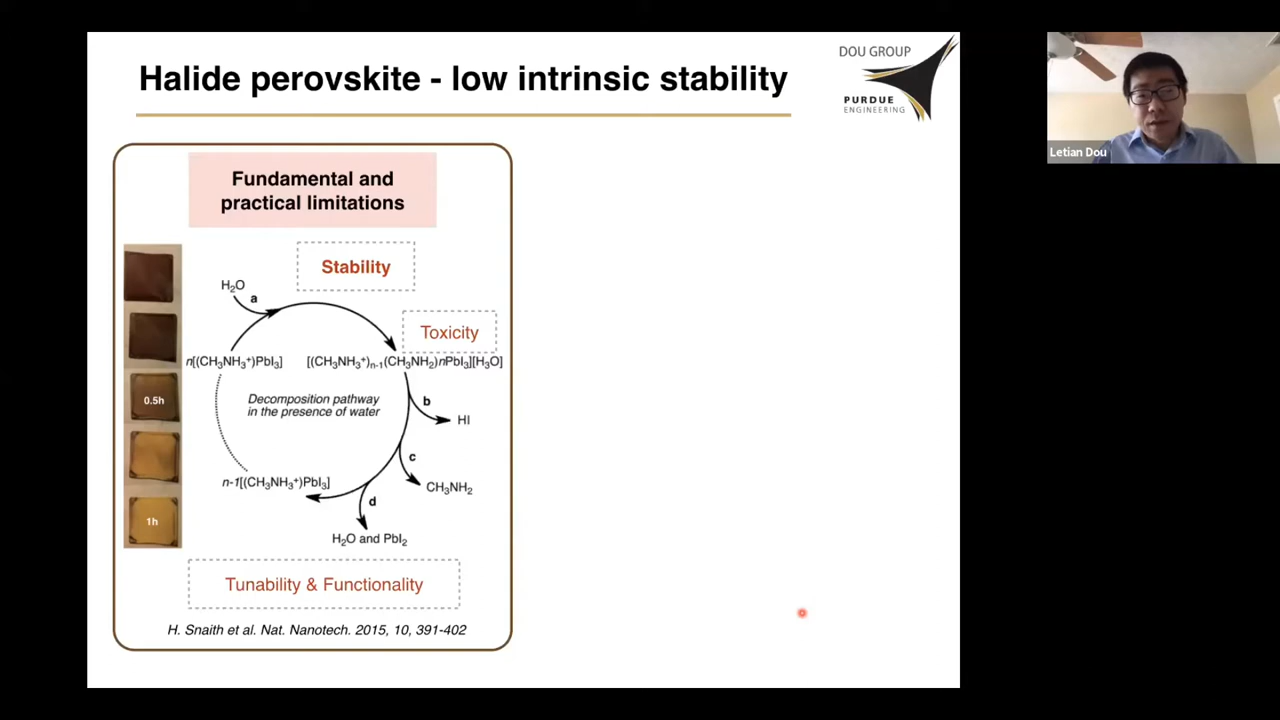 Halide perovskite - low intrinsic stability
DOU GROUP
PURDUE
ENGINEERING
Letian Dou
Fundamental and
practical limitations
Stability
H₂O
a
Toxicity
n[(CH₃NH₃⁺)PbI₃]
[(CH₃NH₃⁺)ₙ₋₁(CH₃NH₂)nPbI₃][H₃O]
Decomposition pathway
in the presence of water
0.5h
b
HI
c
CH₃NH₂
n-1[(CH₃NH₃⁺)PbI₃]
d
1h
H₂O and PbI₂
Tunability & Functionality
H. Snaith et al. Nat. Nanotech. 2015, 10, 391-402